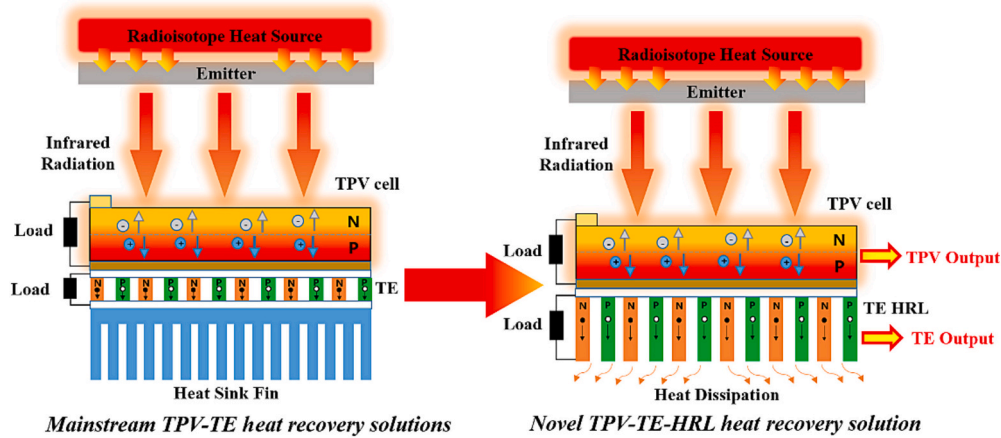 Radioisotope Heat Source
Emitter
Infrared
Radiation
TPV cell
N
P
Load
Load
N P N P N P N P N P N P
TE
Heat Sink Fin
Mainstream TPV-TE heat recovery solutions
Radioisotope Heat Source
Emitter
Infrared
Radiation
TPV cell
N
P
Load
TPV Output
TE HRL
Load
N P N P N P N P N P N P
TE Output
Heat Dissipation
Novel TPV-TE-HRL heat recovery solution